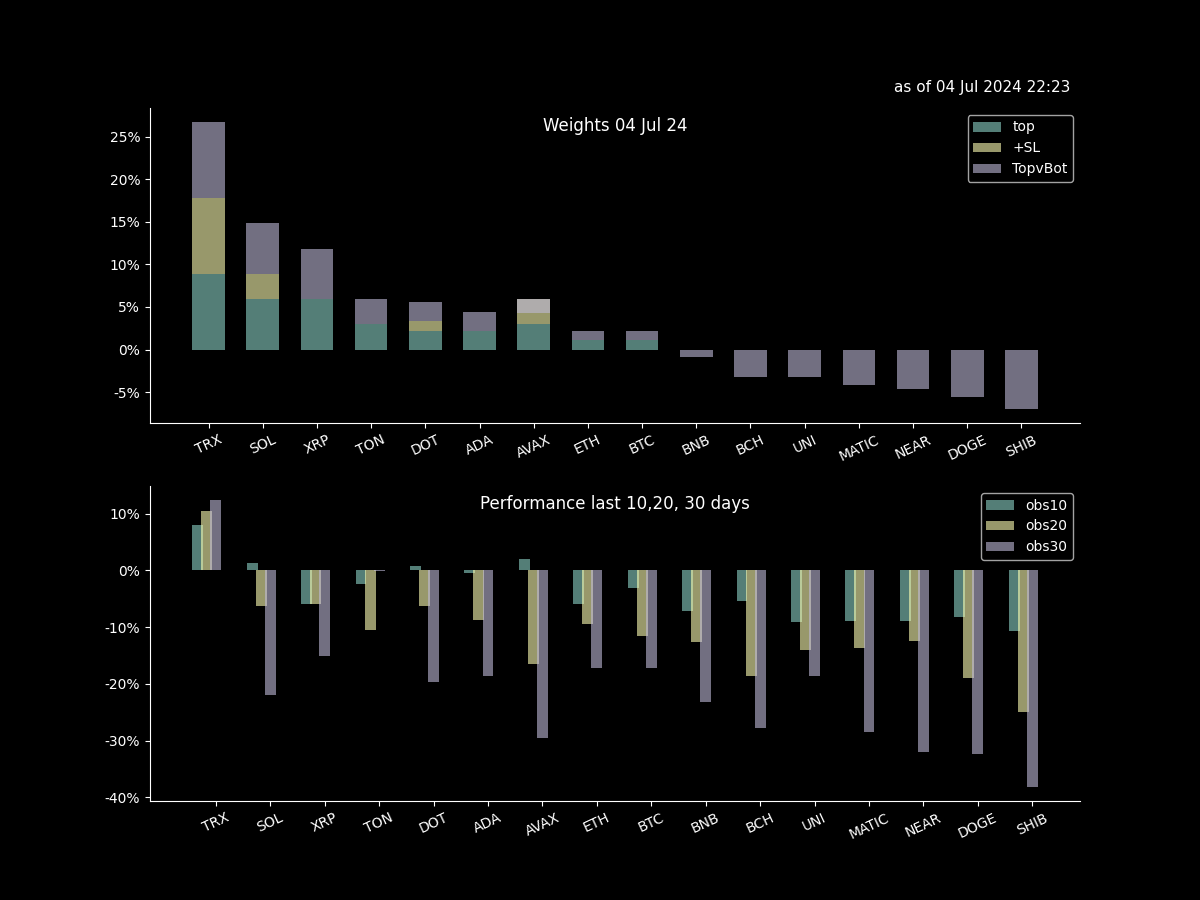 as of 04 Jul 2024 22:23
Weights 04 Jul 24
top
+SL
TopvBot
25%
20%
15%
10%
5%
0%
-5%
TRX SOL XRP TON DOT ADA AVAX ETH BTC BNB BCH UNI MATIC NEAR DOGE SHIB
Performance last 10,20, 30 days
obs10
obs20
obs30
10%
0%
-10%
-20%
-30%
-40%
TRX SOL XRP TON DOT ADA AVAX ETH BTC BNB BCH UNI MATIC NEAR DOGE SHIB